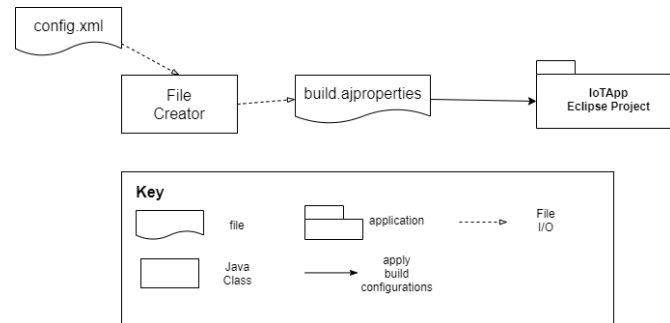 config.xml
File
Creator
build.ajproperties
IoTApp
Eclipse Project
Key
file
application
File
I/O
Java
Class
apply
build
configurations